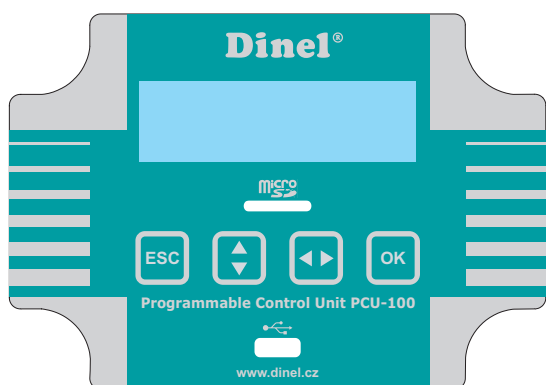 Dinel®
micro SD
ESC OK
Programmable Control Unit PCU-100
www.dinel.cz